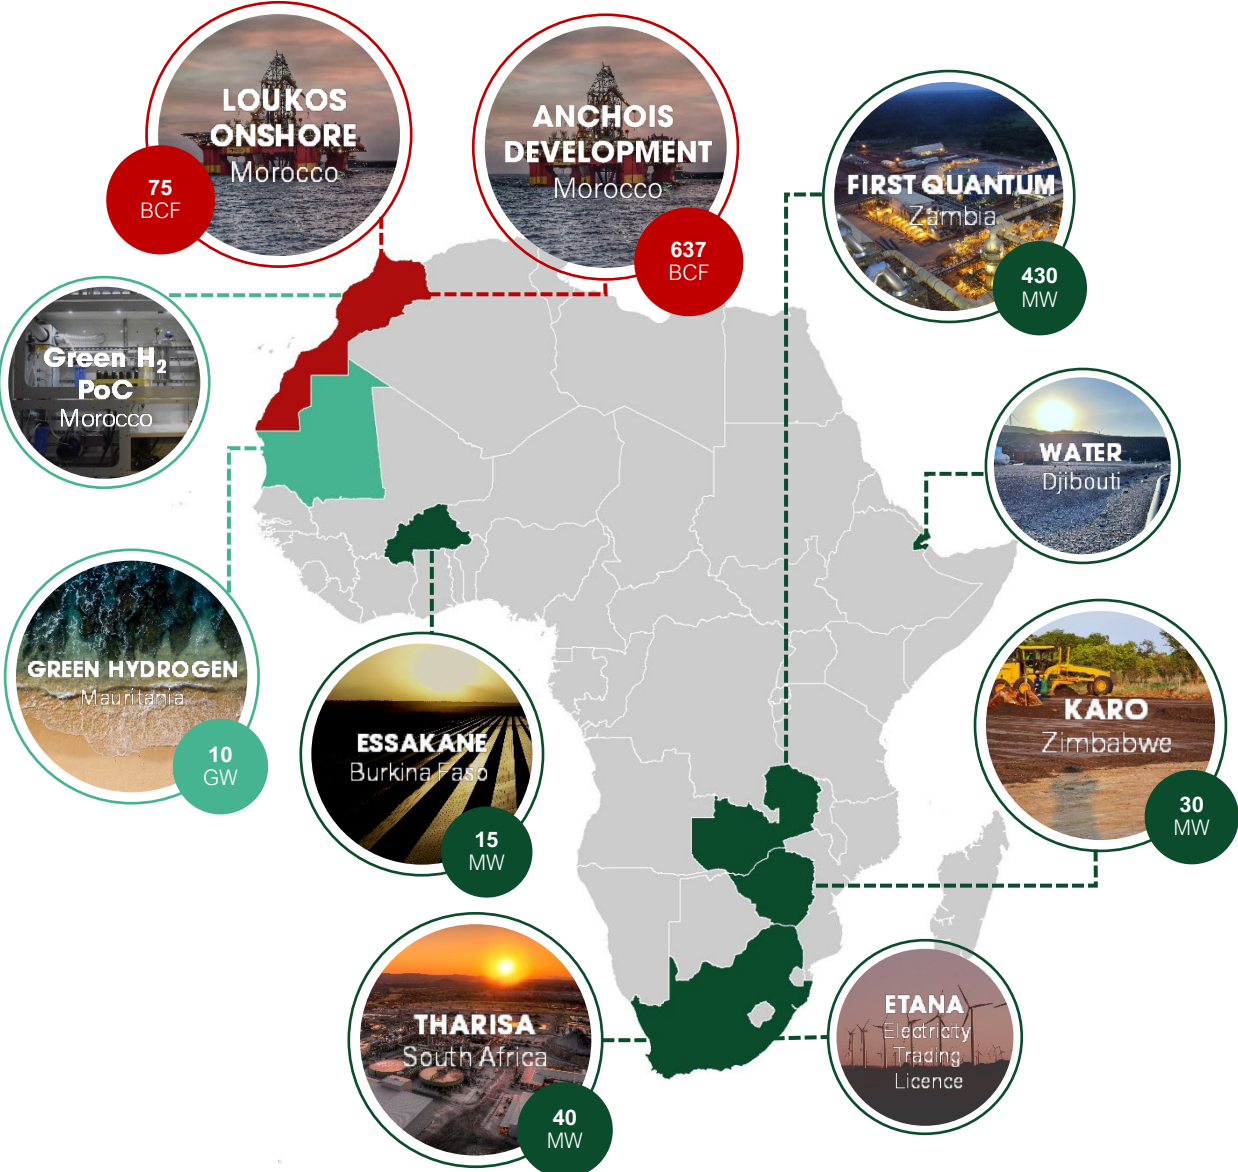 LOUKOS
ONSHORE
Morocco
75
BCF
ANCHOIS
DEVELOPMENT
Morocco
637
BCF
FIRST QUANTUM
Zambia
430
MW
Green H₂
PoC
Morocco
WATER
Djibouti
GREEN HYDROGEN
Mauritania
10
GW
ESSAKANE
Burkina Faso
15
MW
KARO
Zimbabwe
30
MW
THARISA
South Africa
40
MW
ETANA
Electricity
Trading
Licence